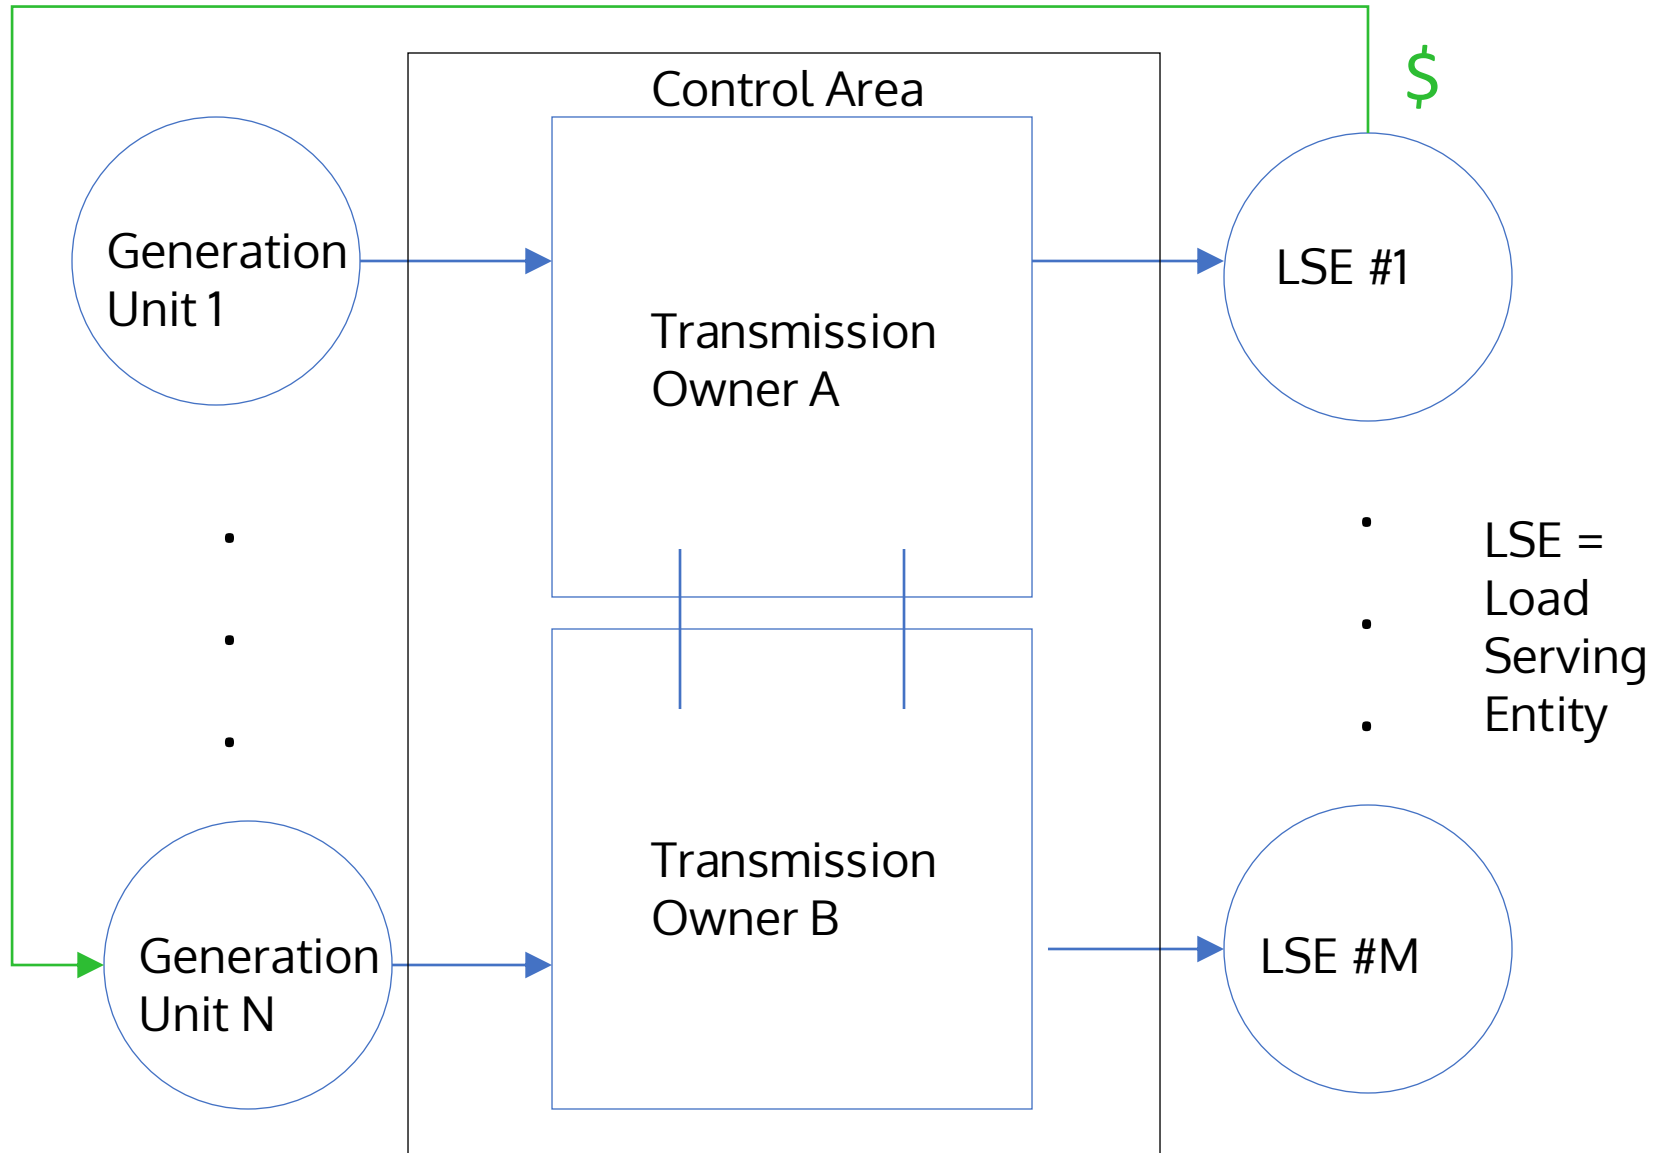 $
Control Area
Generation
Unit 1
LSE #1
Transmission
Owner A
LSE =
Load
Serving
Entity
Transmission
Owner B
Generation
Unit N
LSE #M